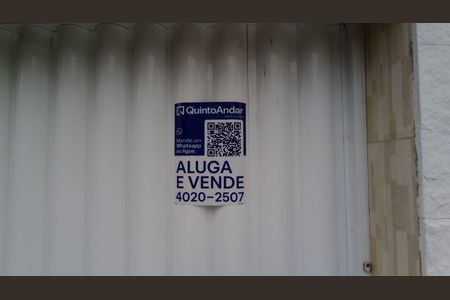 QuintoAndar
Mande um
Whatsapp
ou ligue.
ALUGA
E VENDE
4020-2507